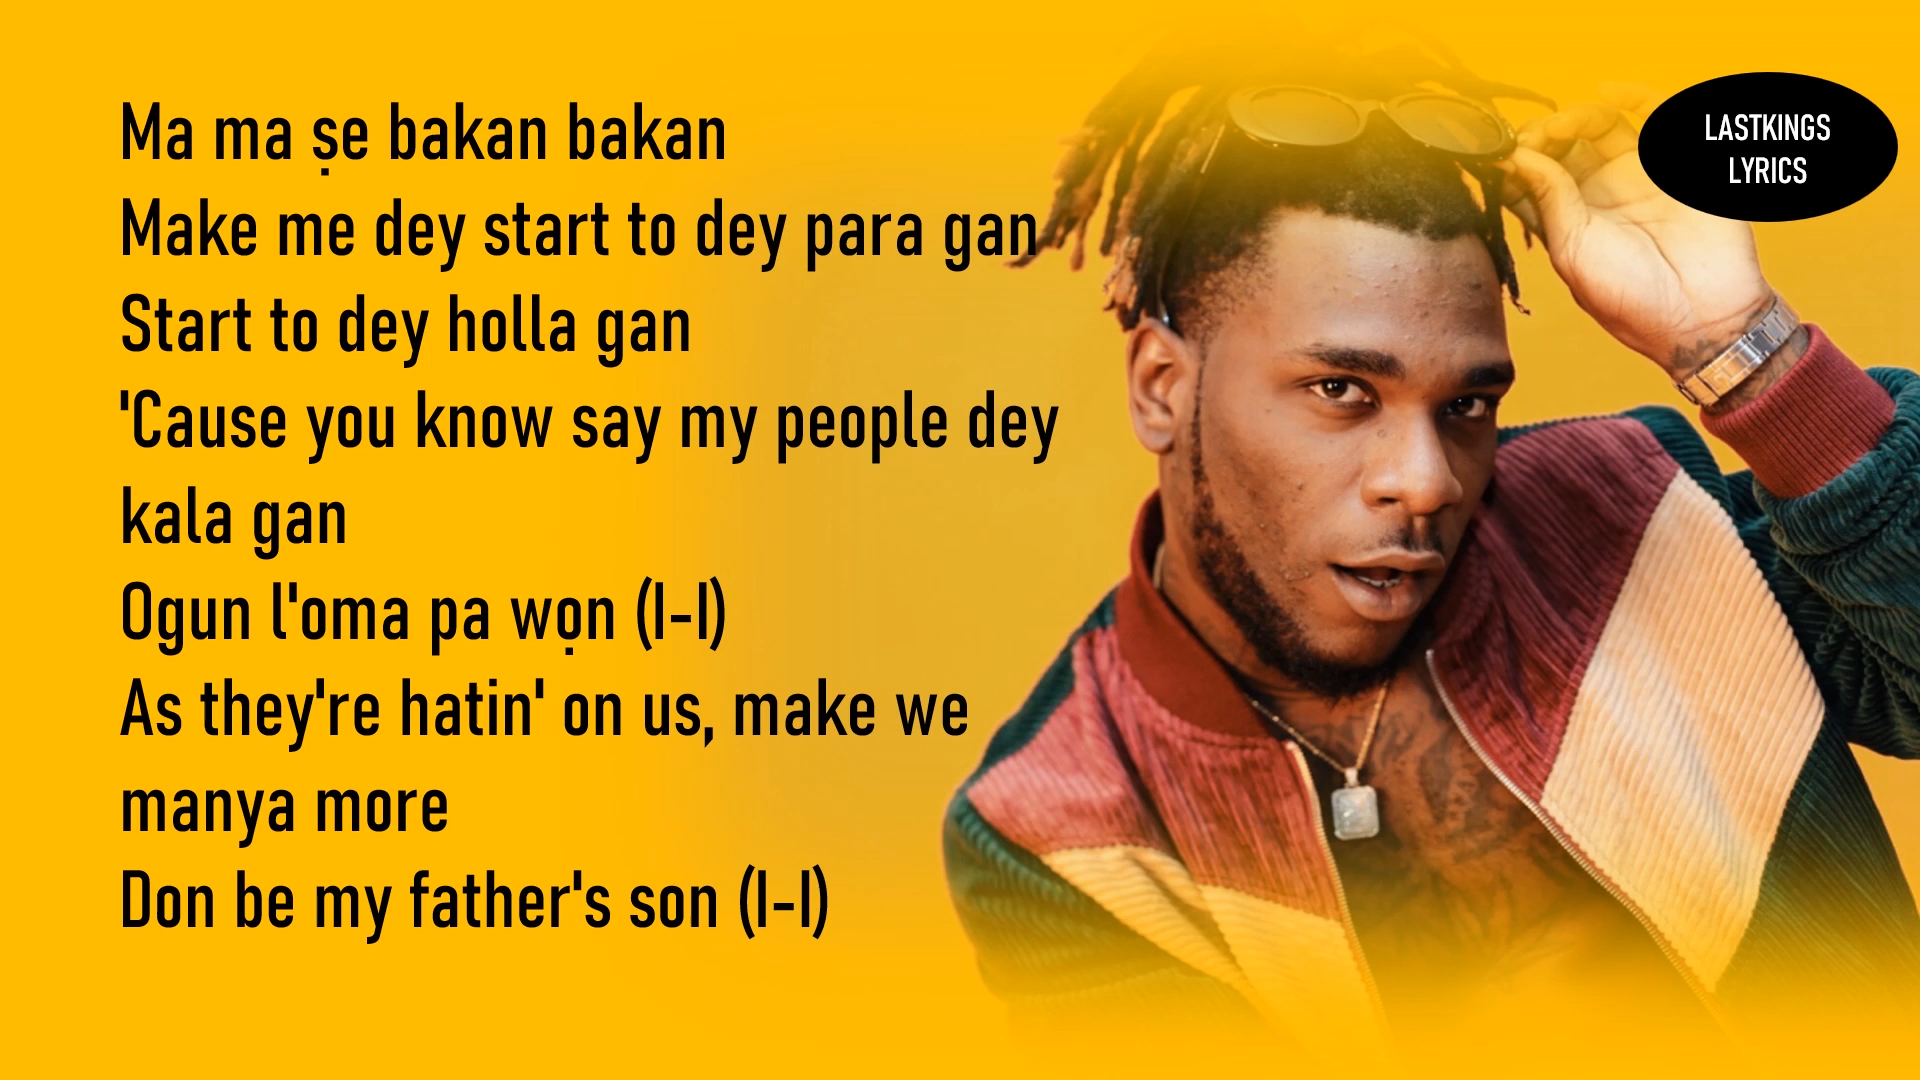 Ma ma ṣe bakan bakan
Make me dey start to dey para gan
Start to dey holla gan
'Cause you know say my people dey
kala gan
Ogun l'oma pa wọn (I-I)
As they're hatin' on us, make we
manya more
Don be my father's son (I-I)
LASTKINGS
LYRICS